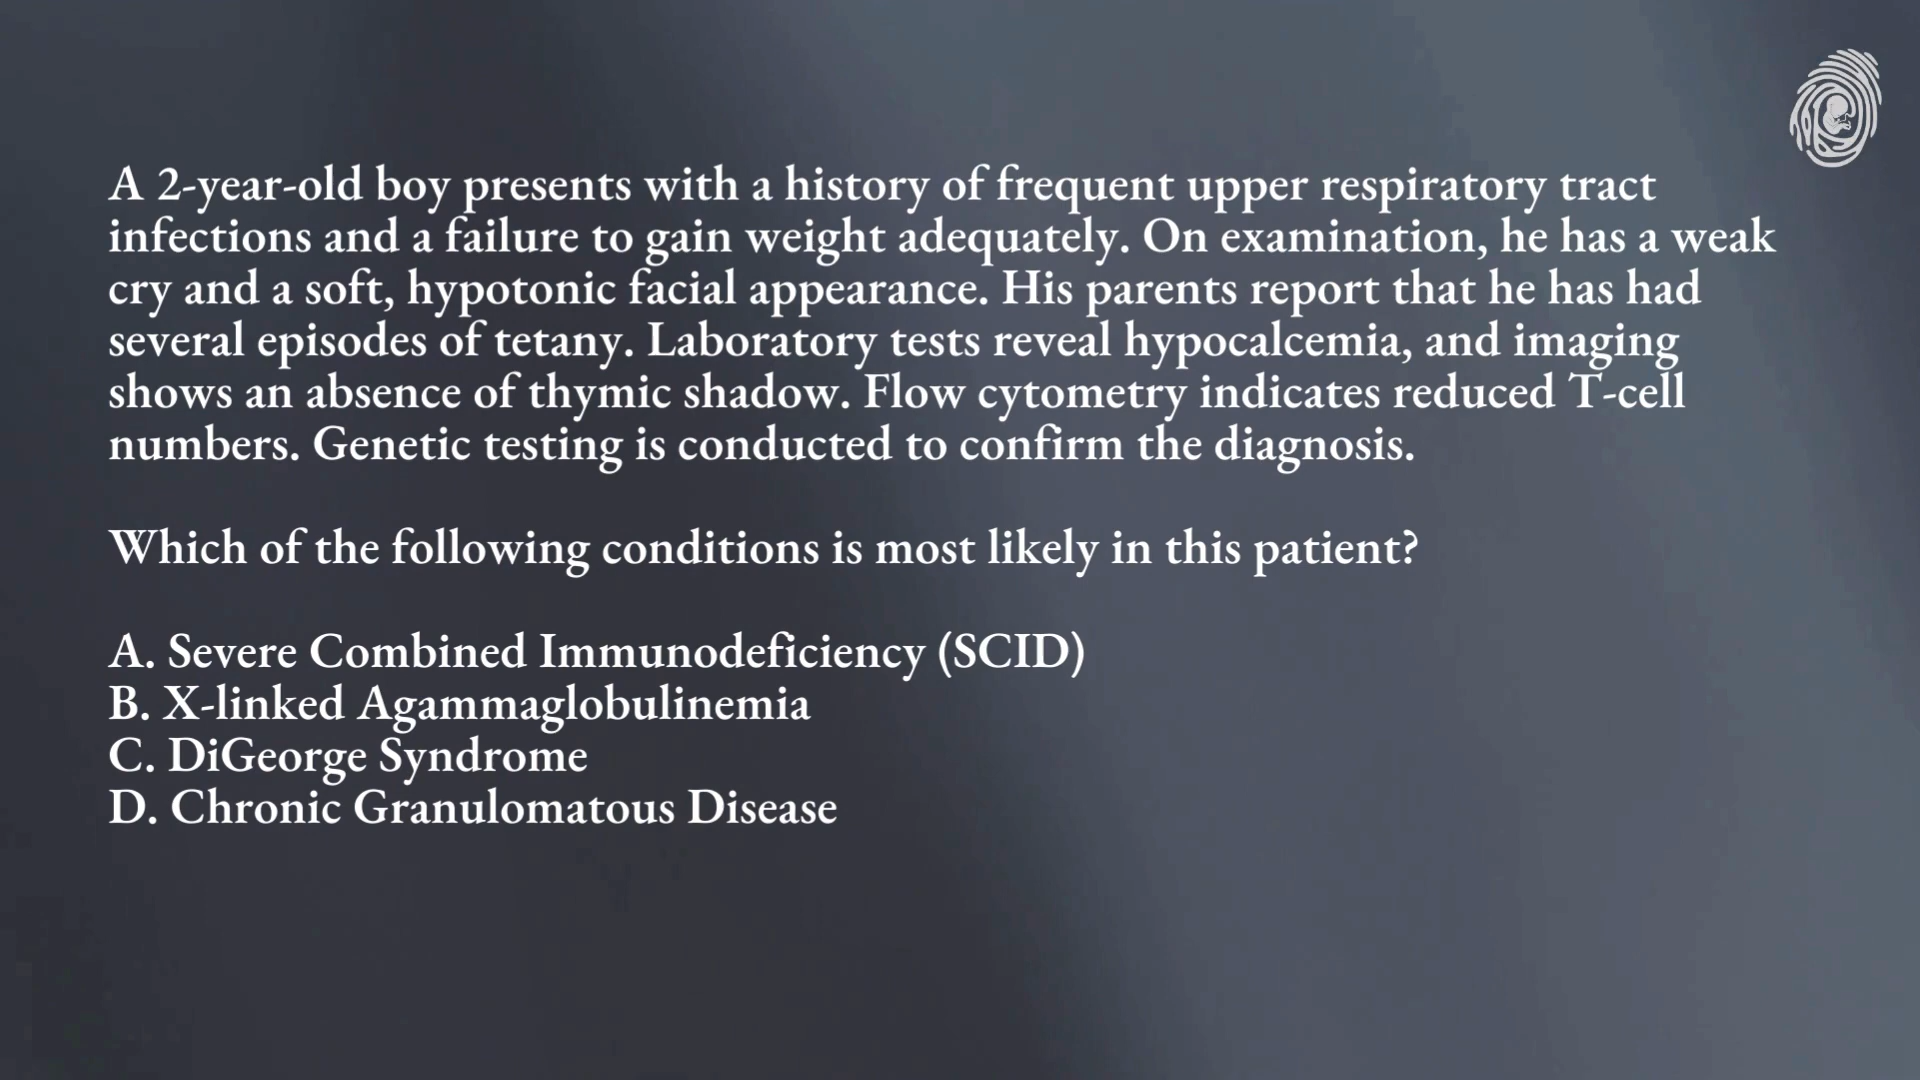 A 2-year-old boy presents with a history of frequent upper respiratory tract
infections and a failure to gain weight adequately. On examination, he has a weak
cry and a soft, hypotonic facial appearance. His parents report that he has had
several episodes of tetany. Laboratory tests reveal hypocalcemia, and imaging
shows an absence of thymic shadow. Flow cytometry indicates reduced T-cell
numbers. Genetic testing is conducted to confirm the diagnosis.
Which of the following conditions is most likely in this patient?
A. Severe Combined Immunodeficiency (SCID)
B. X-linked Agammaglobulinemia
C. DiGeorge Syndrome
D. Chronic Granulomatous Disease